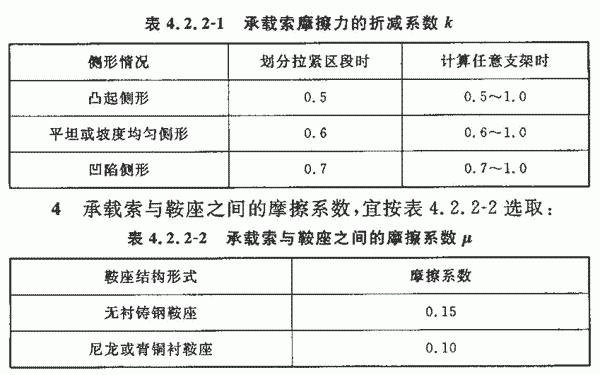 表 4.2.2-1 承载索摩擦力的折减系数 k
侧形情况 划分拉紧区段时 计算任意支架时
凸起侧形 0.5 0.5～1.0
平坦或坡度均匀侧形 0.6 0.6～1.0
凹陷侧形 0.7 0.7～1.0
4 承载索与鞍座之间的摩擦系数,宜按表 4.2.2-2 选取:
表 4.2.2-2 承载索与鞍座之间的摩擦系数 μ
鞍座结构形式 摩擦系数
无衬铸钢鞍座 0.15
尼龙或青铜衬鞍座 0.10